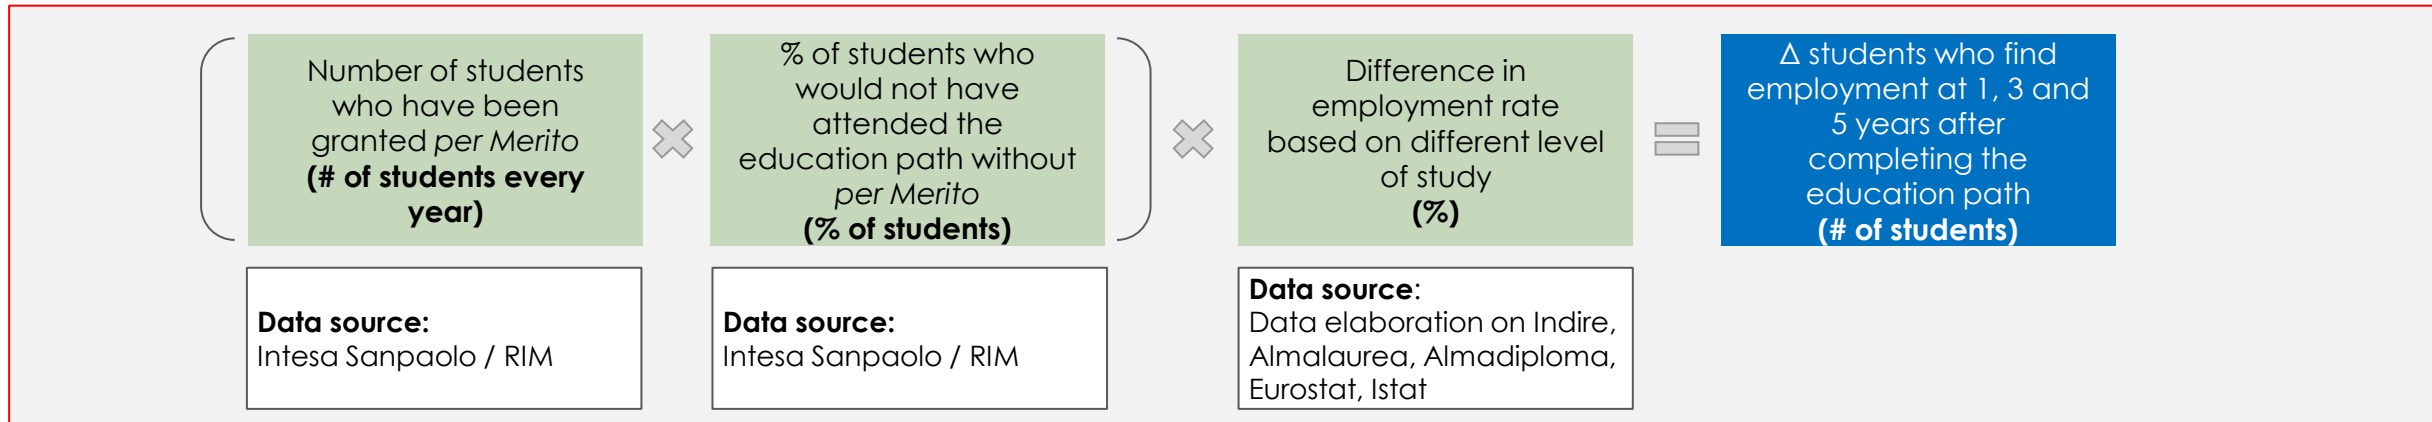 Number of students
who have been
granted per Merito
(# of students every
year)
% of students who
would not have
attended the
education path without
per Merito
(% of students)
Difference in
employment rate
based on different level
of study
(%)
Δ students who find
employment at 1, 3 and
5 years after
completing the
education path
(# of students)
Data source:
Intesa Sanpaolo / RIM
Data source:
Intesa Sanpaolo / RIM
Data source:
Data elaboration on Indire,
Almalaurea, Almadiploma,
Eurostat, Istat